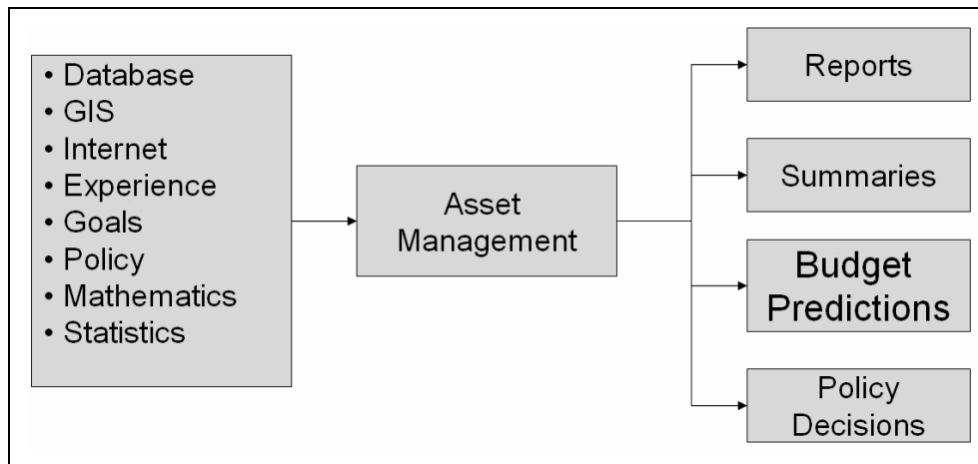 • Database
• GIS
• Internet
• Experience
• Goals
• Policy
• Mathematics
• Statistics
Asset
Management
Reports
Summaries
Budget
Predictions
Policy
Decisions